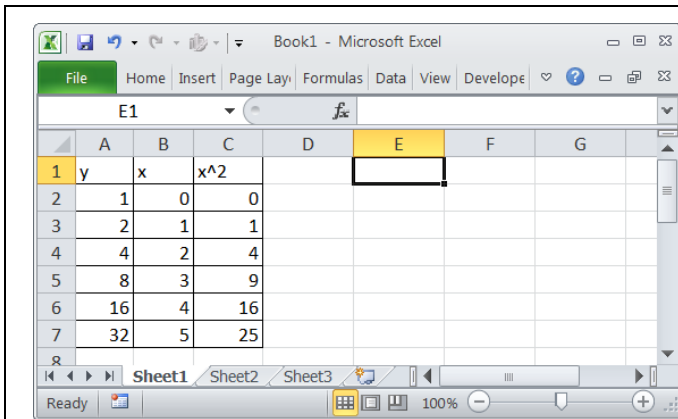 Book1 - Microsoft Excel
File Home Insert Page Lay Formulas Data View Develope
E1 fx
A B C D E F G
1 y x x^2
2 1 0 0
3 2 1 1
4 4 2 4
5 8 3 9
6 16 4 16
7 32 5 25
8
Sheet1 Sheet2 Sheet3
Ready 100%